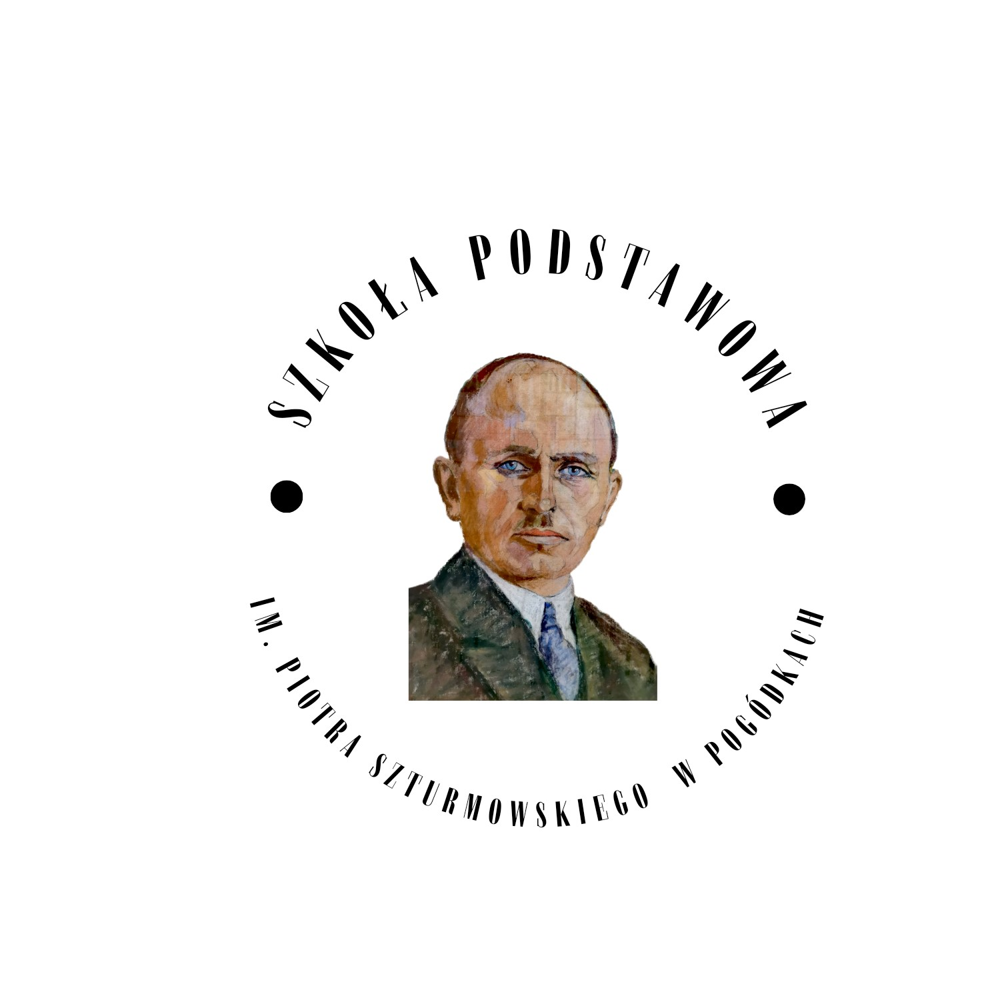 SZKOŁA PODSTAWOWA
IM. PIOTRA SZTURMOWSKIEGO W POGÓDKACH